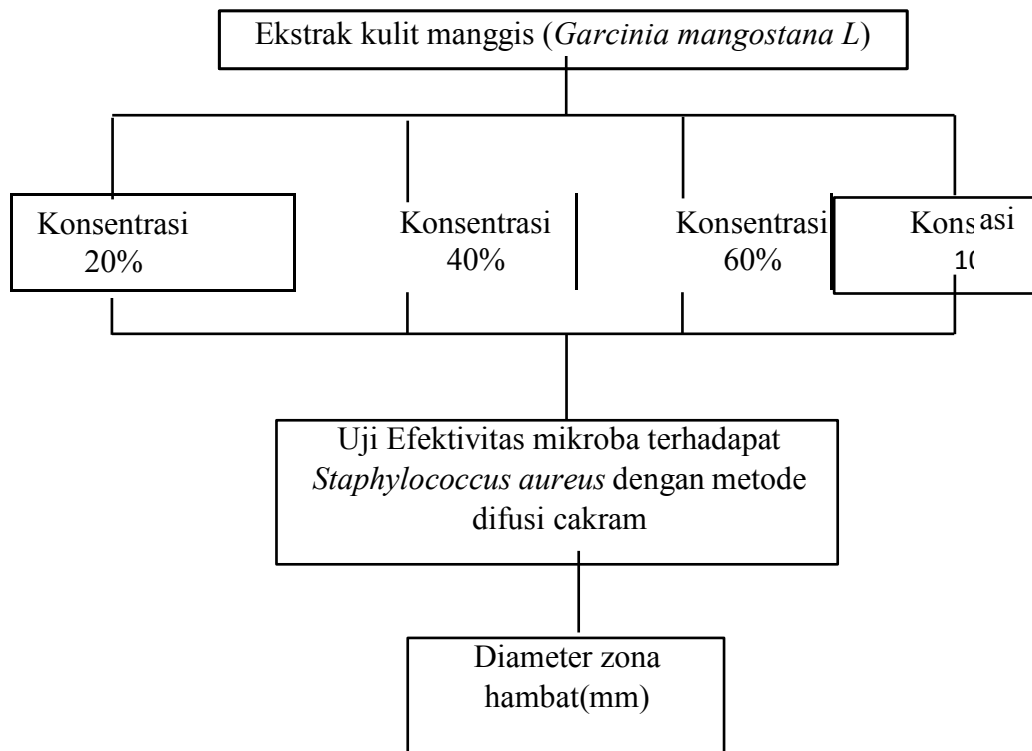 Ekstrak kulit manggis (Garcinia mangostana L)
Konsentrasi
20%
Konsentrasi
40%
Konsentrasi
60%
Uji Efektivitas mikroba terhadapat
Staphylococcus aureus dengan metode
difusi cakram
Diameter zona
hambat(mm)